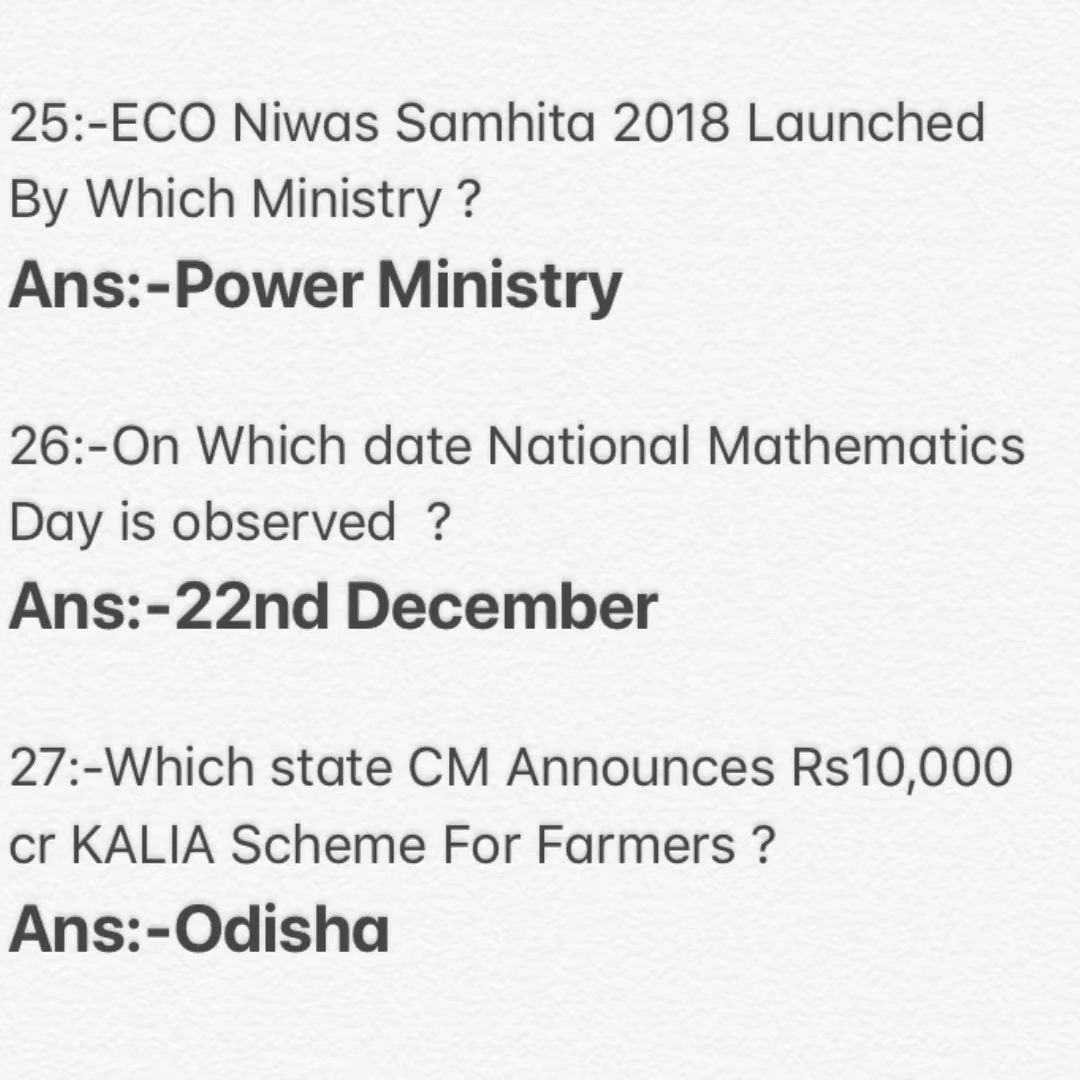 25:-ECO Niwas Samhita 2018 Launched
By Which Ministry ?
Ans:-Power Ministry
26:-On Which date National Mathematics
Day is observed  ?
Ans:-22nd December
27:-Which state CM Announces Rs10,000
cr KALIA Scheme For Farmers ?
Ans:-Odisha